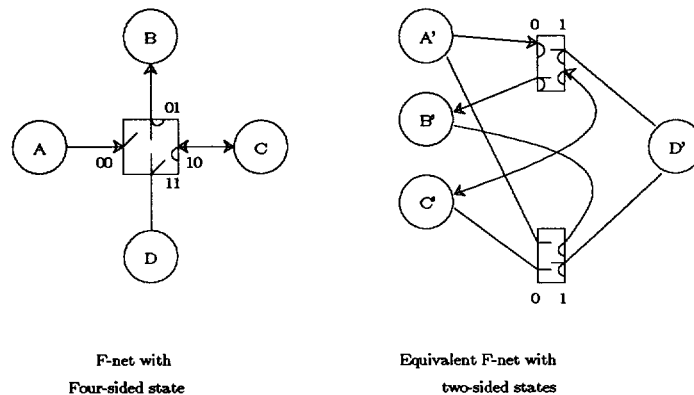 B
01
A
00
10
C
11
D
F-net with
Four-sided state
0 1
A'
B'
D'
C'
0 1
Equivalent F-net with
two-sided states